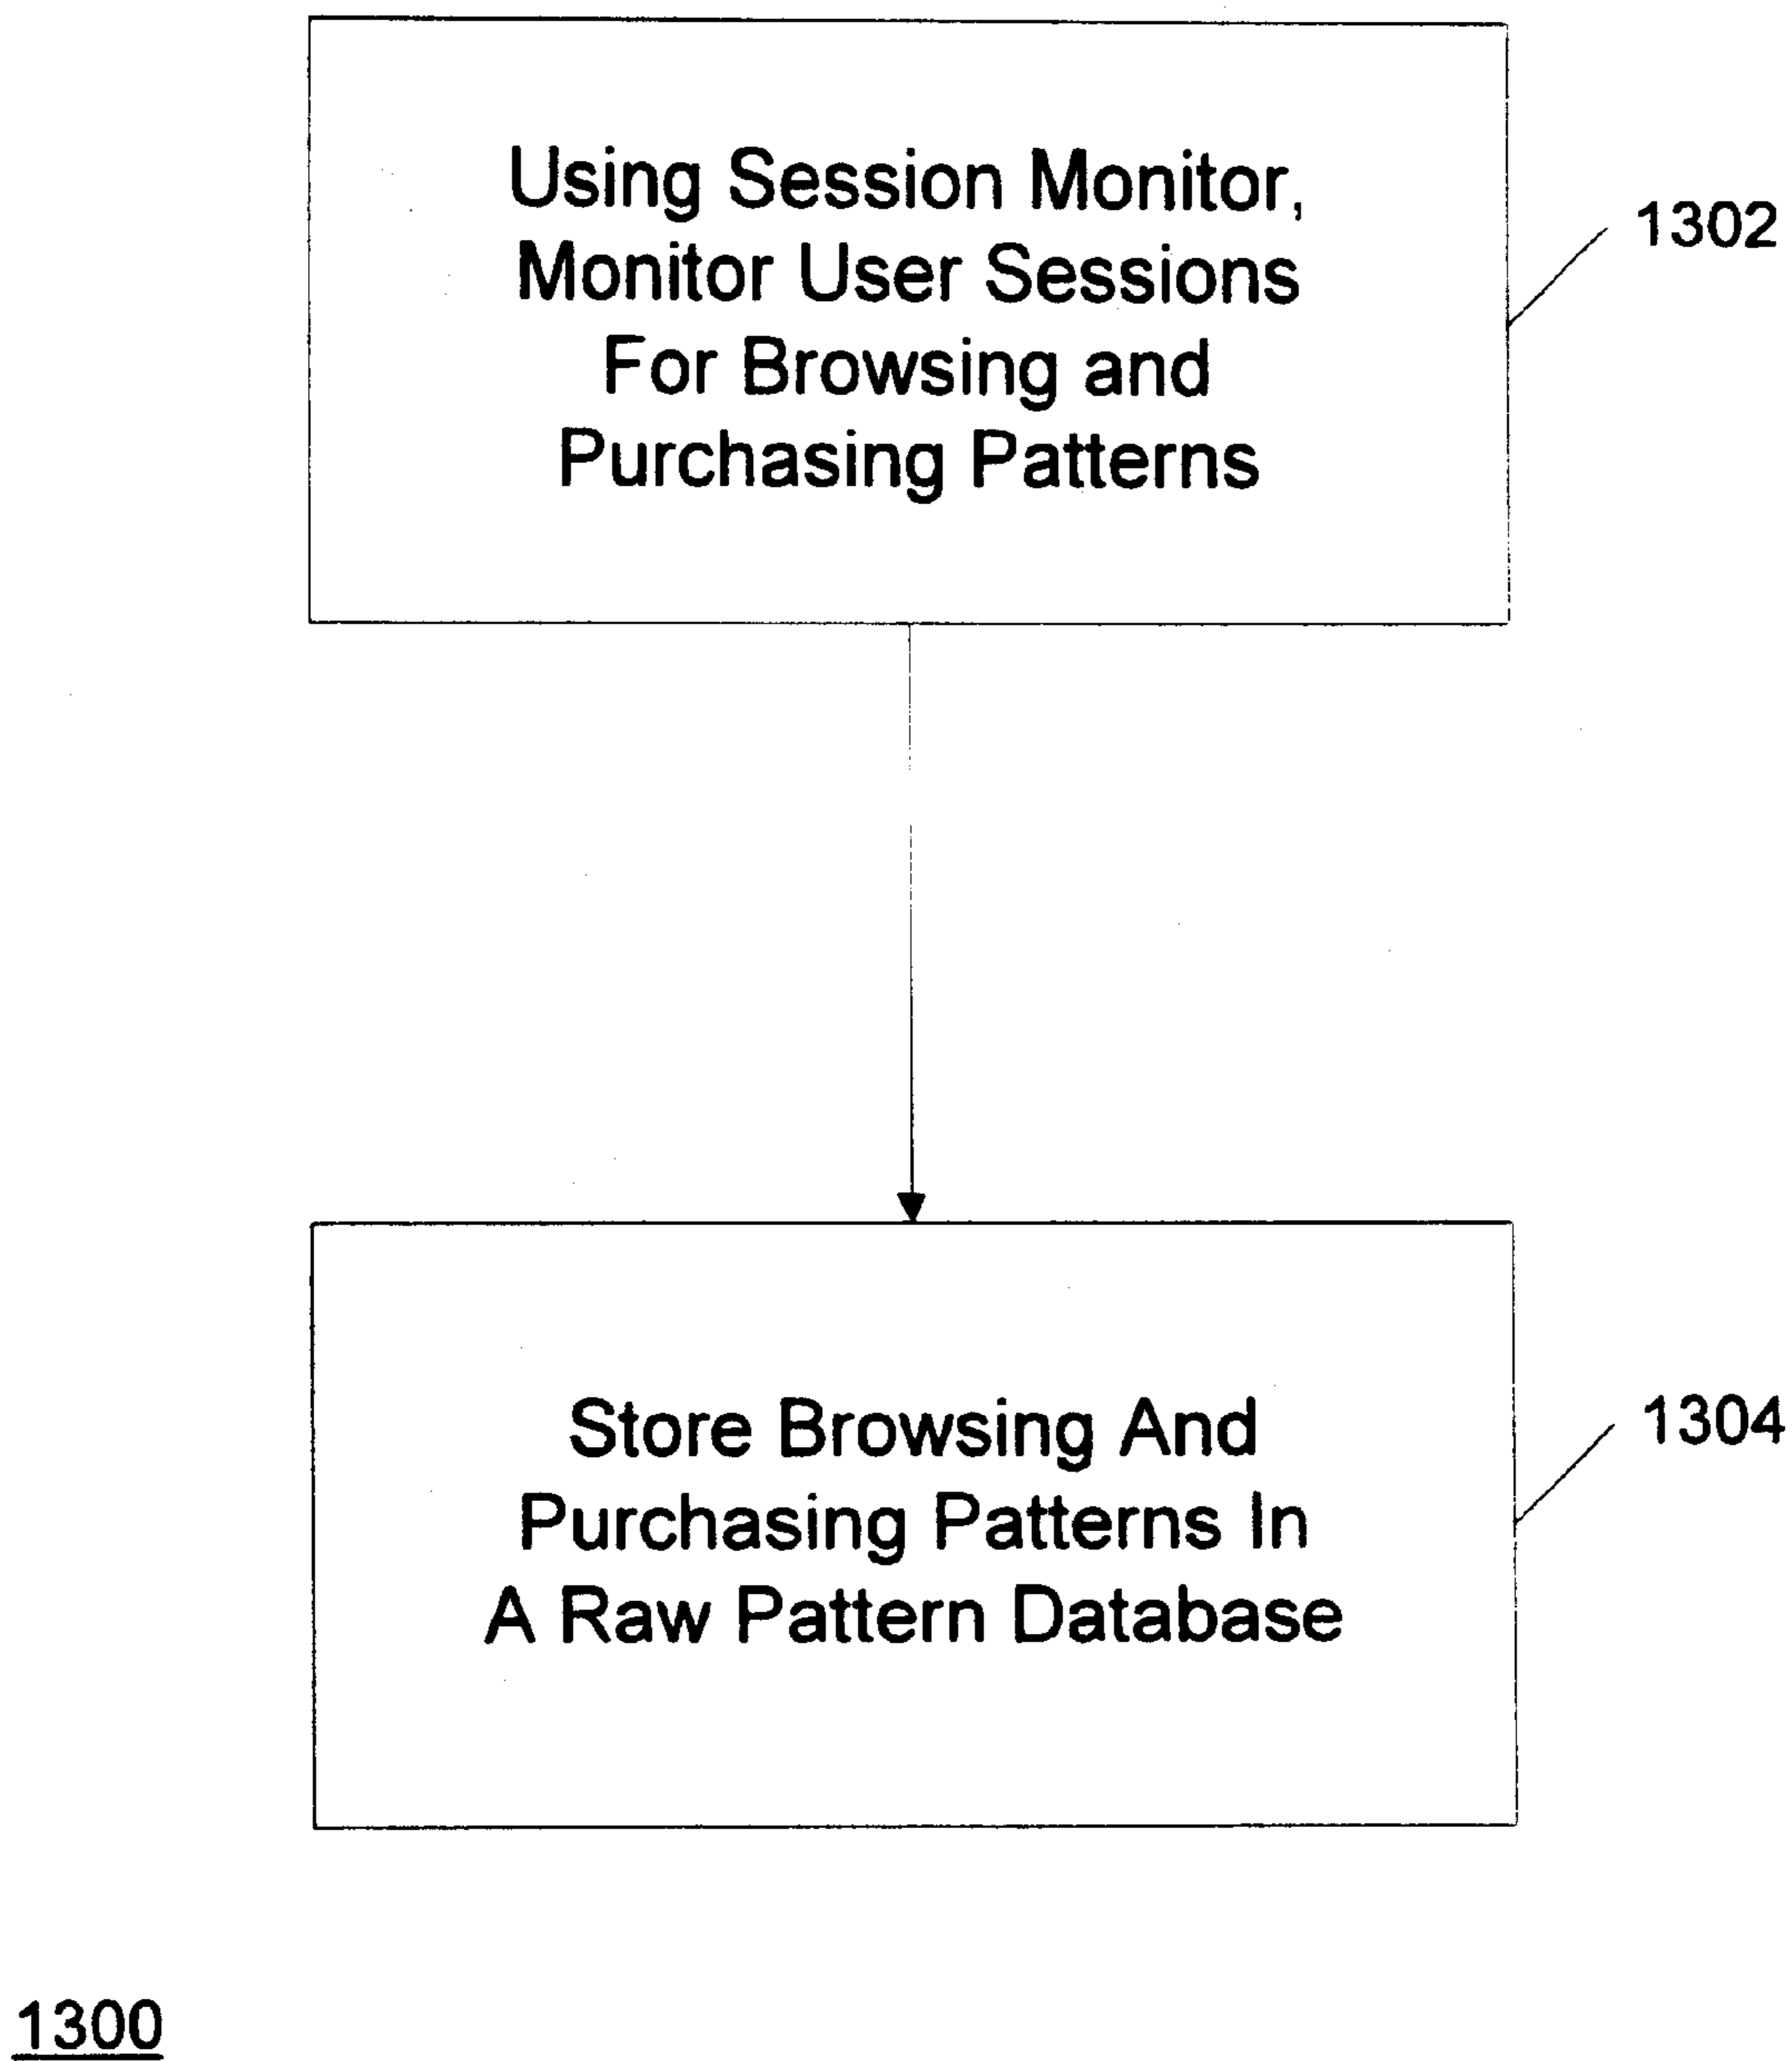 Using Session Monitor,
Monitor User Sessions
For Browsing and
Purchasing Patterns
1302
Store Browsing And
Purchasing Patterns In
A Raw Pattern Database
1304
1300